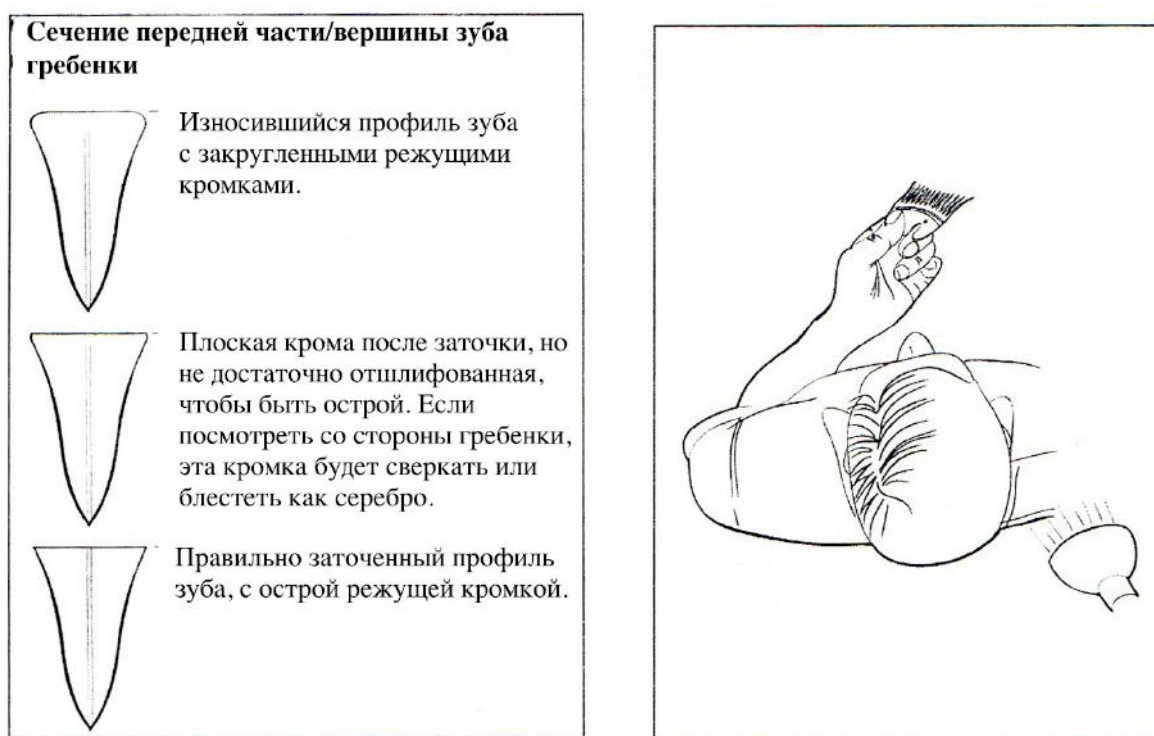 Сечение передней части/вершины зуба
гребенки
Износившийся профиль зуба
с закругленными режущими
кромками.
Плоская крома после заточки, но
не достаточно отшлифованная,
чтобы быть острой. Если
посмотреть со стороны гребенки,
эта кромка будет сверкать или
блестеть как серебро.
Правильно заточенный профиль
зуба, с острой режущей кромкой.